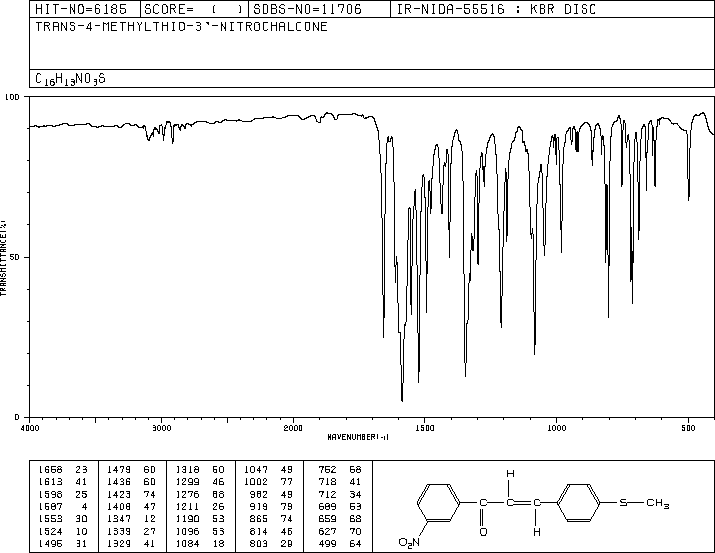 HIT-NO=6185 SCORE= ( ) SDBS-NO=11706 IR-NIDA-55516 : KBR DISC
TRANS-4-METHYLTHIO-3'-NITROCHALCONE
C16H13NO3S
100
50
0
TRANSMITTANCE(%)
4000 3000 2000 1500 1000 500
WAVENUMBER(-1)
1658 23 1479 60 1318 50 1047 49 752 68
1613 41 1436 60 1299 46 1002 77 718 41
1598 25 1423 74 1276 68 982 49 712 34
1587 4 1408 47 1211 26 919 79 689 53
1553 30 1347 12 1190 53 865 74 659 68
1524 10 1339 27 1096 53 814 46 627 70
1495 31 1329 41 1084 18 803 29 499 64
H
C
O
C=C
H
S
CH3
O2N